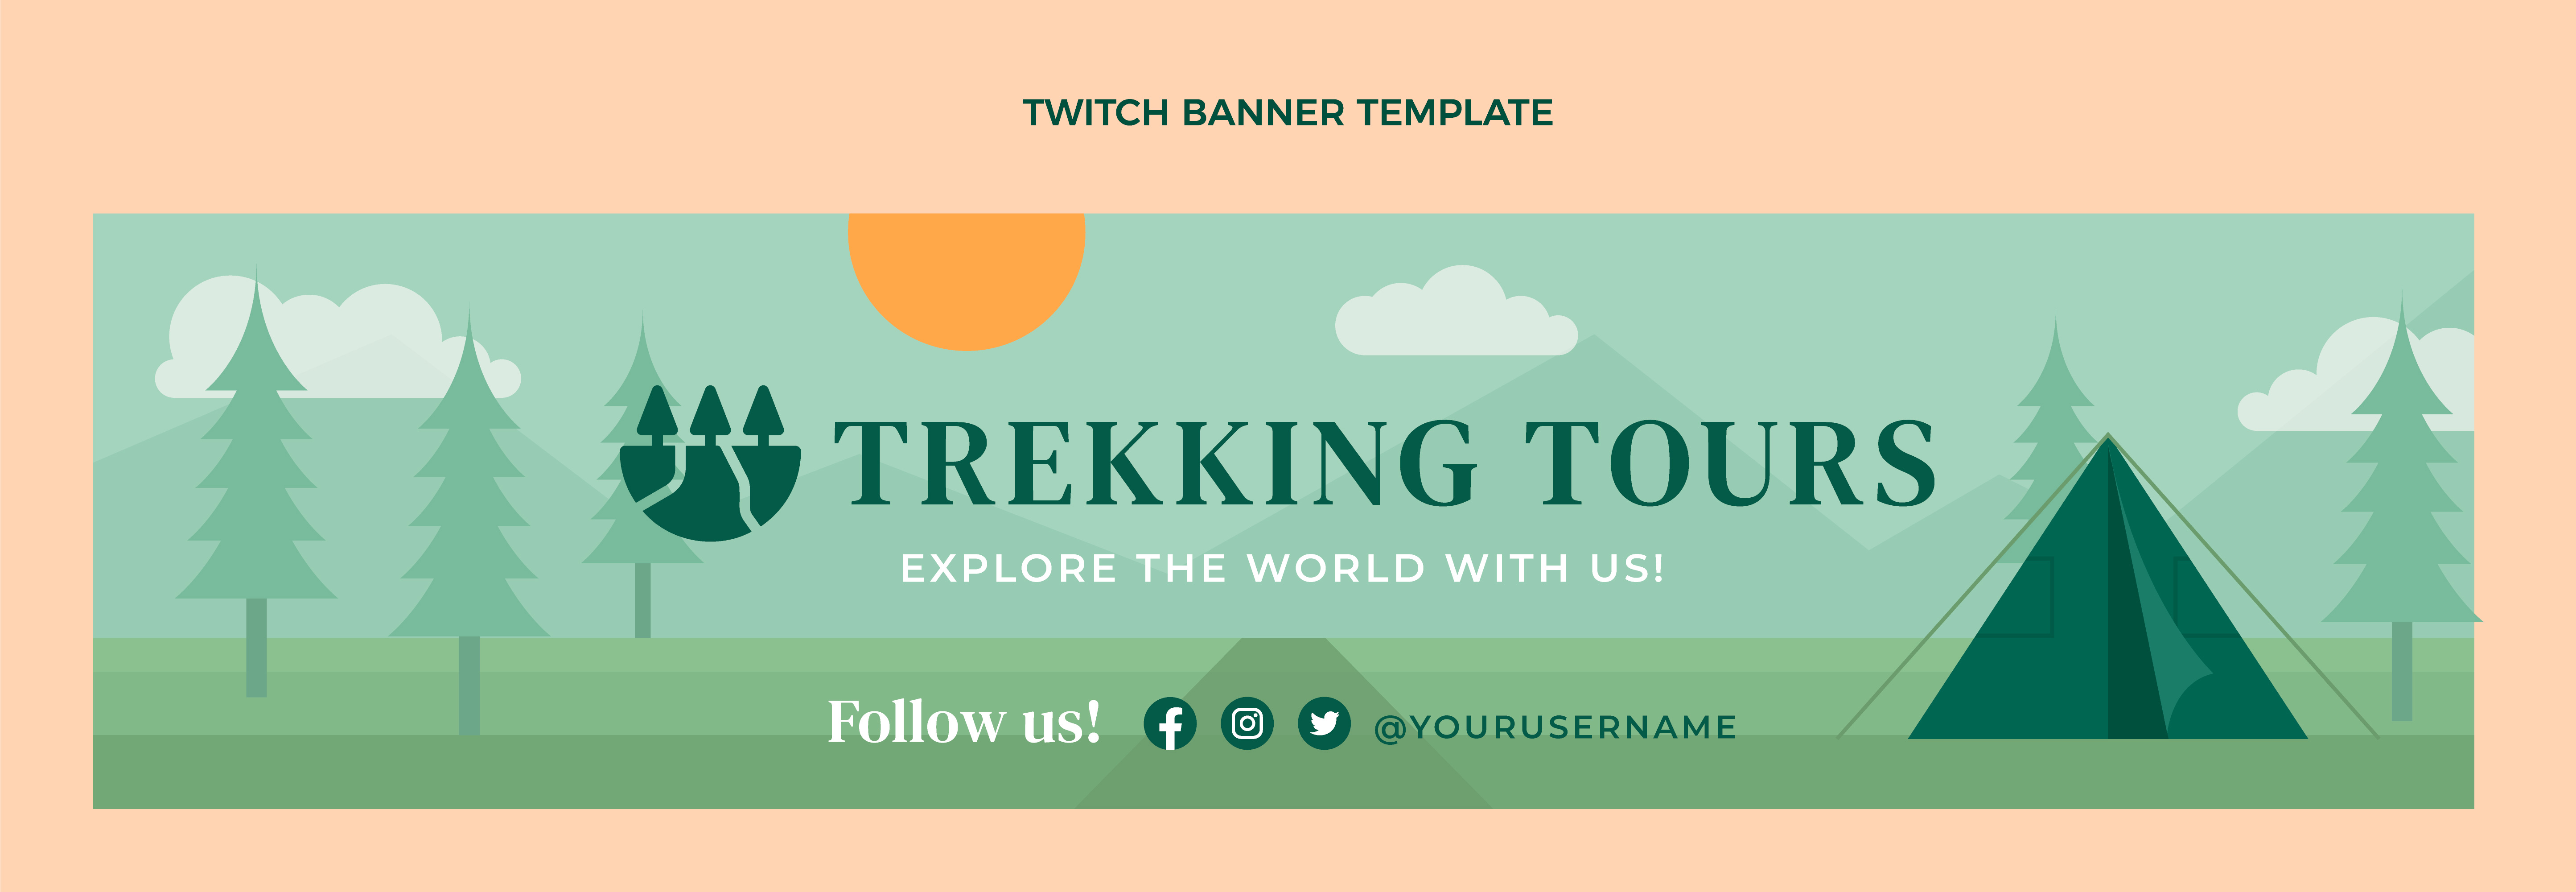 TWITCH BANNER TEMPLATE
TREKKING TOURS
EXPLORE THE WORLD WITH US!
Follow us! @YOURUSERNAME